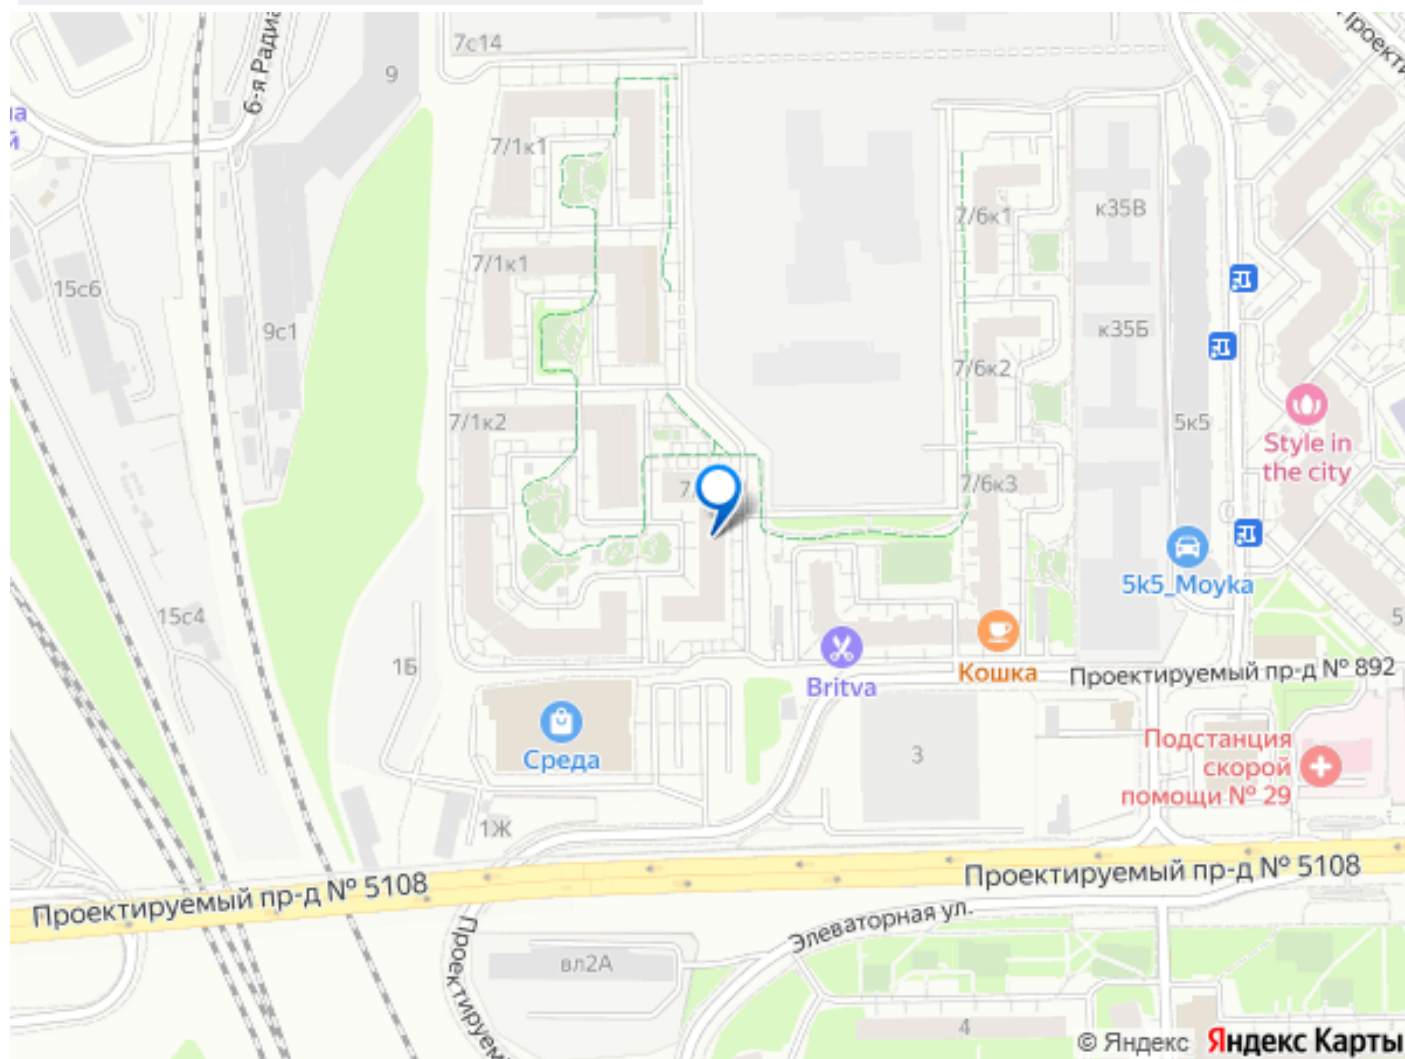 7с14
9
6-я Радиа
Проекти
на
й
7/1к1
7/6к1
к35В
7/1к1
15с6
9с1
к35Б
7/6к2
7/1к2
5к5
Style in
the city
7/6к3
5k5_Moyka
15с4
1Б
Britva
Кошка
Проектируемый пр-д № 892
Среда
3
Подстанция
скорой
помощи № 29
1Ж
Проектируемый пр-д № 5108
Проектируемый пр-д № 5108
Элеваторная ул.
Проектируем
вл2А
4
© Яндекс Яндекс Карты